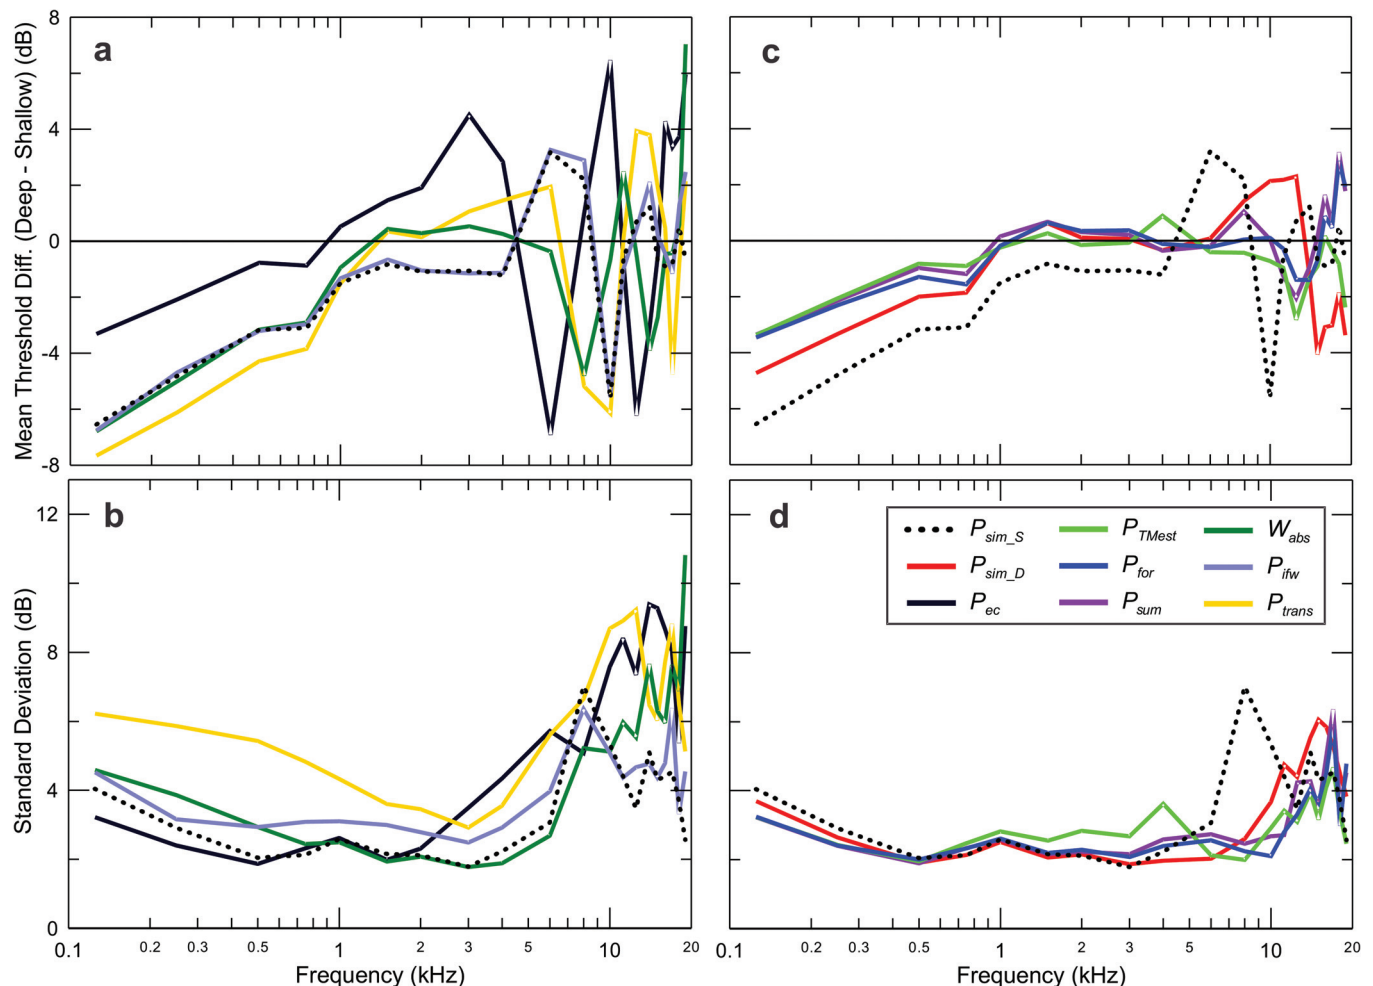 a
c
Mean Threshold Diff. (Deep - Shallow) (dB)
8
4
0
-4
-8
b
d
Standard Deviation (dB)
12
8
4
0
P_sim_S P_TMest W_abs
P_sim_D P_for P_ifw
P_ec P_sum P_trans
0.1 0.2 0.3 0.5 1 2 3 5 10 20
0.1 0.2 0.3 0.5 1 2 3 5 10 20
Frequency (kHz)
Frequency (kHz)